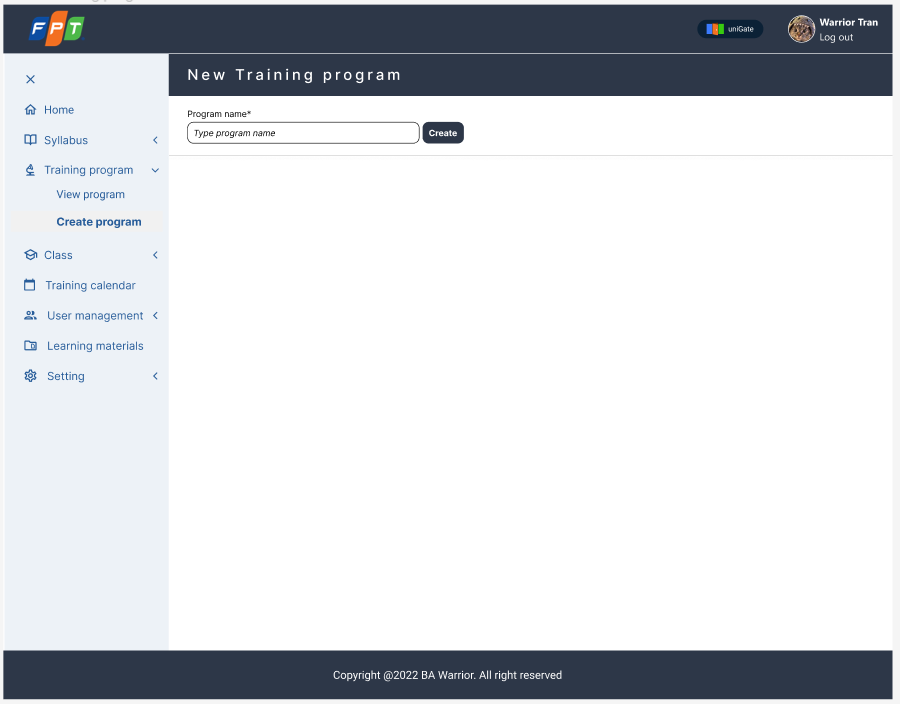 FPT
uniGate
Warrior Tran
Log out
New Training program
Home
Syllabus
Training program
View program
Create program
Class
Training calendar
User management
Learning materials
Setting
Program name*
Type program name
Create
Copyright @2022 BA Warrior. All right reserved